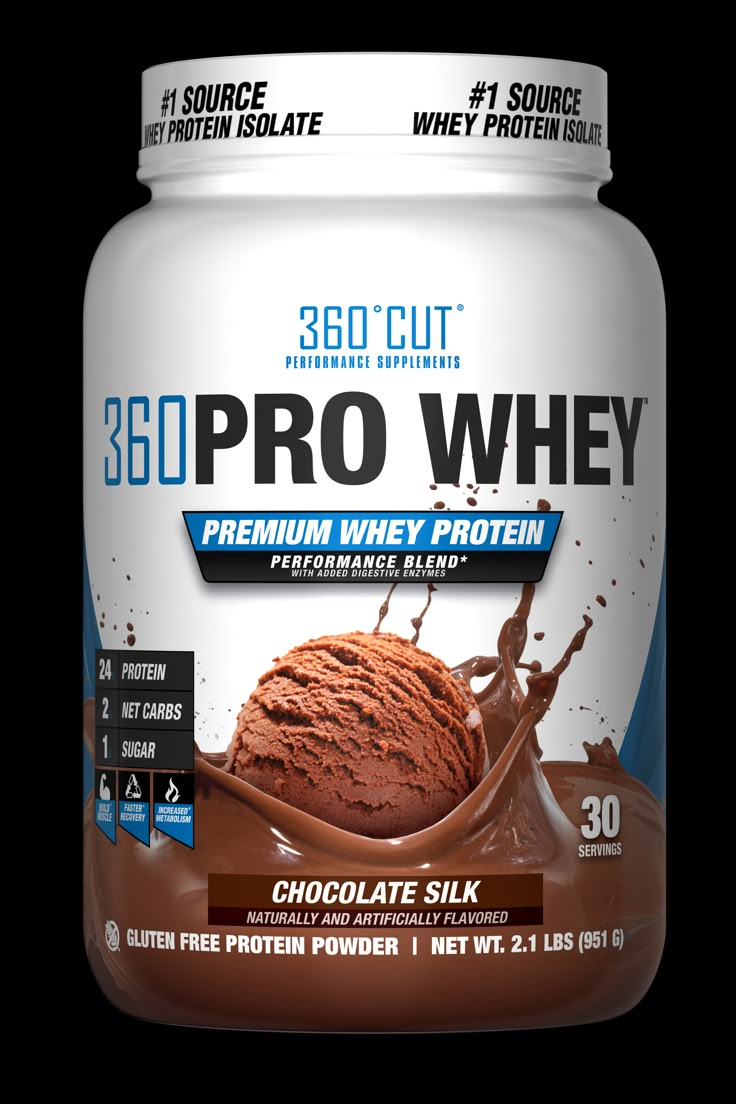 #1 SOURCE
WHEY PROTEIN ISOLATE
#1 SOURCE
WHEY PROTEIN ISOLATE
360°CUT®
PERFORMANCE SUPPLEMENTS
360PRO WHEY™
PREMIUM WHEY PROTEIN
PERFORMANCE BLEND*
WITH ADDED DIGESTIVE ENZYMES
24 PROTEIN
2 NET CARBS
1 SUGAR
BUILD*
MUSCLE
FASTER*
RECOVERY
INCREASED*
METABOLISM
30
SERVINGS
CHOCOLATE SILK
NATURALLY AND ARTIFICIALLY FLAVORED
GLUTEN FREE PROTEIN POWDER | NET WT. 2.1 LBS (951 G)